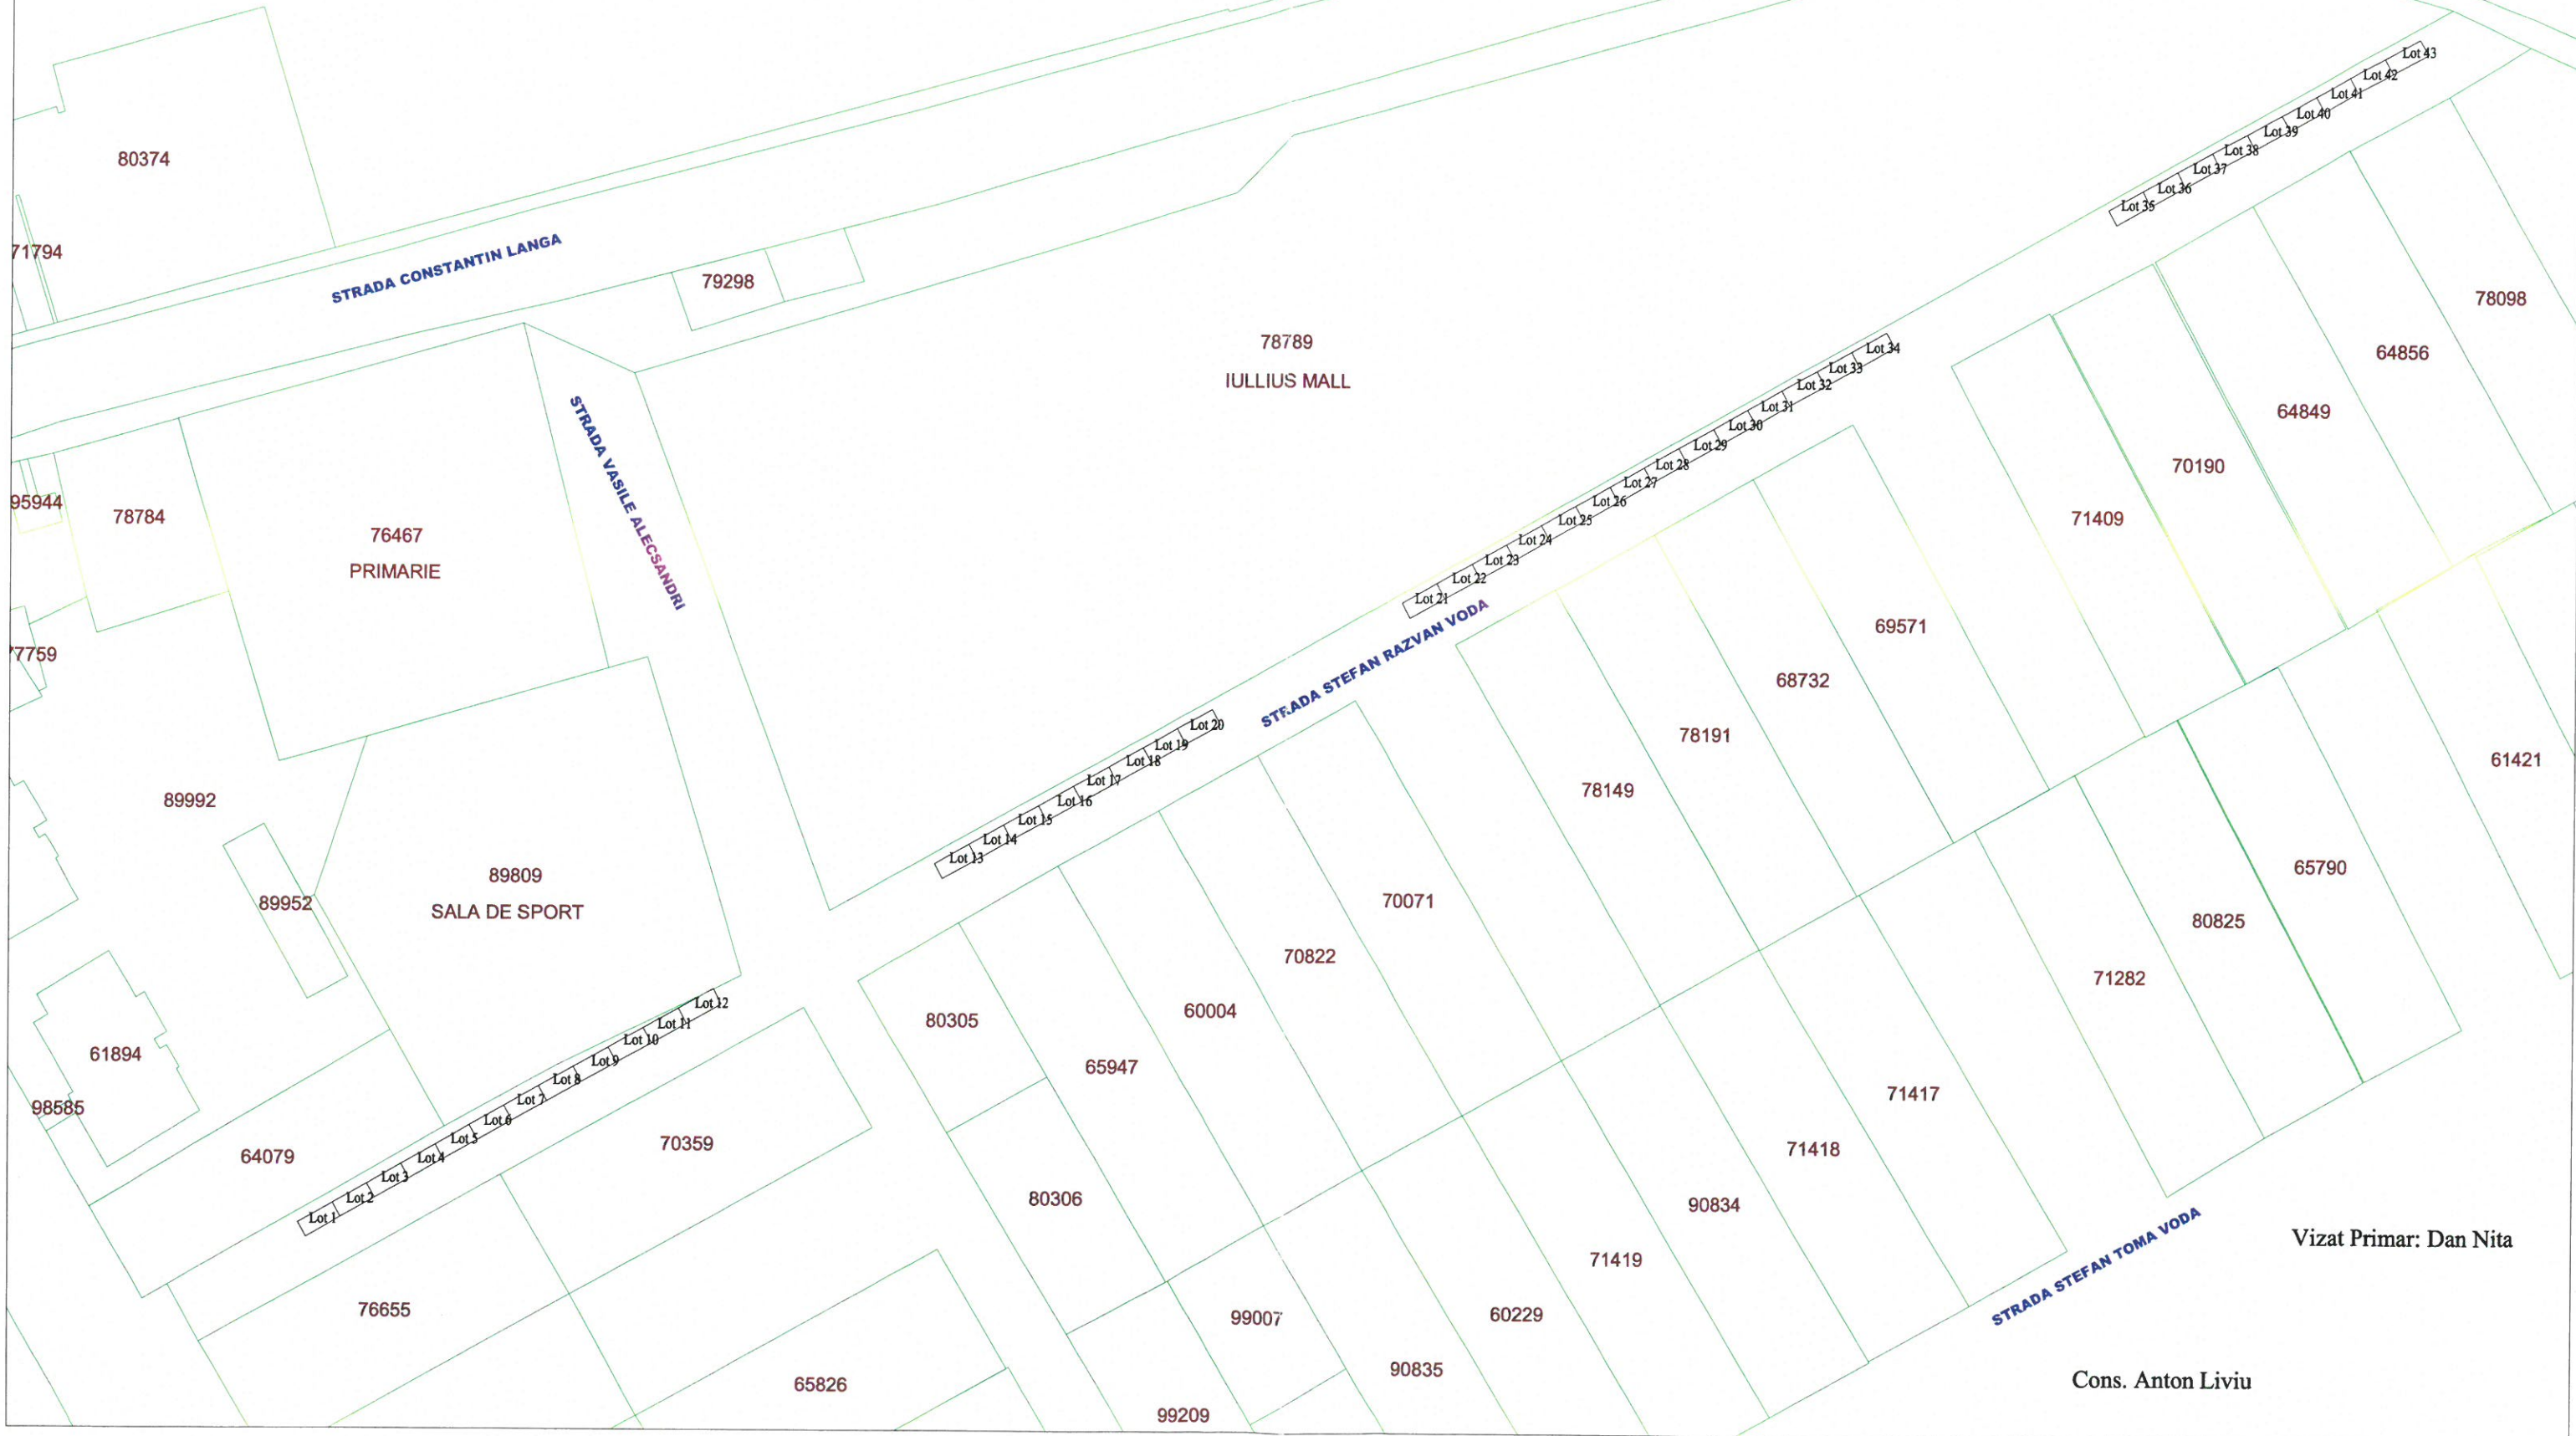 80374
71794
STRADA CONSTANTIN LANGA
79298
78789
IULLIUS MALL
STRADA VASILE ALECSANDRI
95944
78784
76467
PRIMARIE
77759
89992
89952
89809
SALA DE SPORT
61894
98585
64079
Lot 1
Lot 2
Lot 3
Lot 4
Lot 5
Lot 6
Lot 7
Lot 8
Lot 9
Lot 10
Lot 11
Lot 12
Lot 13
Lot 14
Lot 15
Lot 16
Lot 17
Lot 18
Lot 19
Lot 20
STRADA STEFAN RAZVAN VODA
Lot 21
Lot 22
Lot 23
Lot 24
Lot 25
Lot 26
Lot 27
Lot 28
Lot 29
Lot 30
Lot 31
Lot 32
Lot 33
Lot 34
Lot 35
Lot 36
Lot 37
Lot 38
Lot 39
Lot 40
Lot 41
Lot 42
Lot 43
78098
64856
64849
70190
71409
69571
68732
78191
78149
70071
70822
60004
65947
80305
80306
70359
76655
65826
99209
99007
90835
60229
71419
90834
71418
71417
71282
80825
65790
61421
STRADA STEFAN TOMA VODA
Vizat Primar: Dan Nita
Cons. Anton Liviu